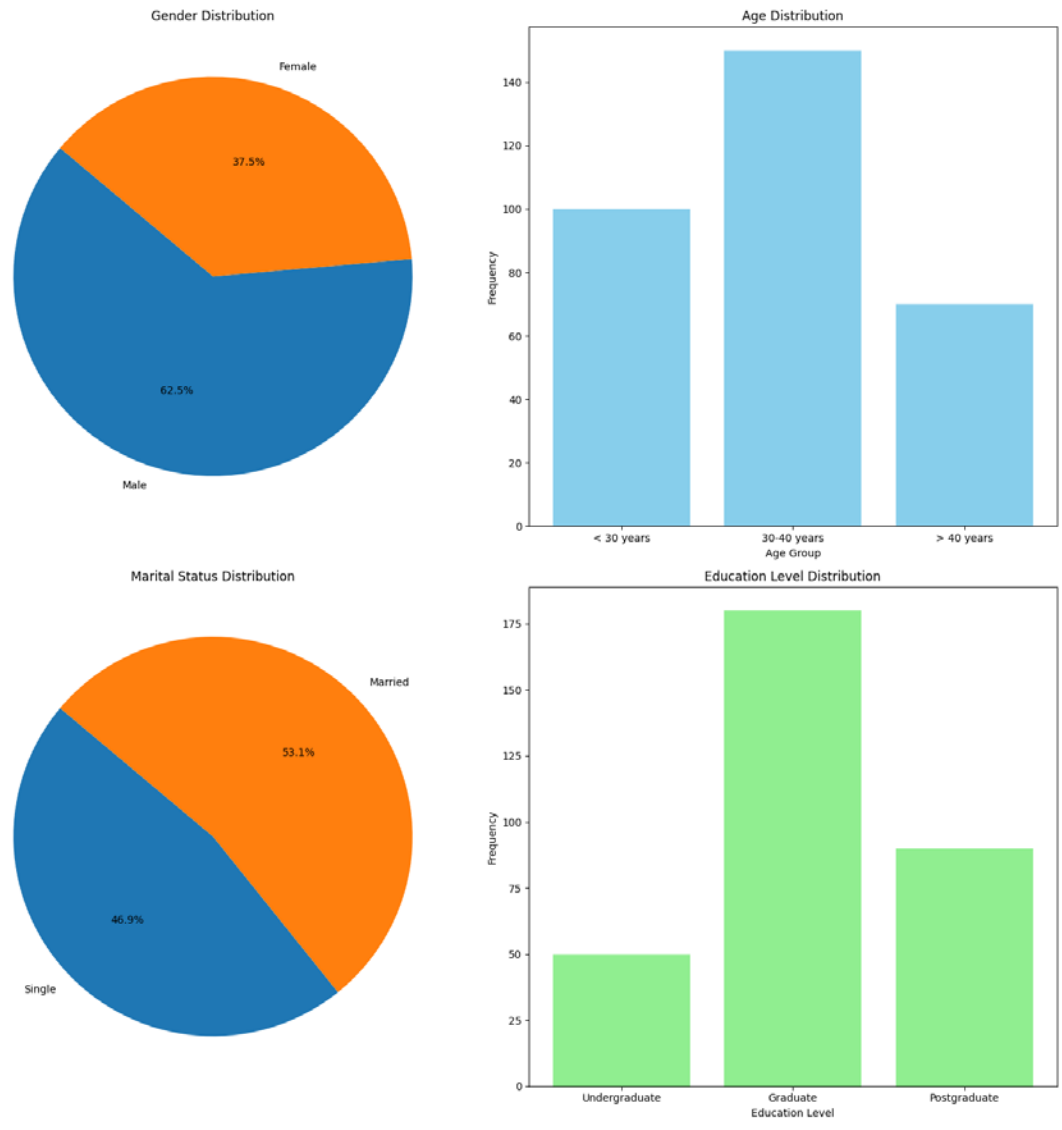 Gender Distribution
Female
37.5%
62.5%
Male
Age Distribution
Frequency
140
120
100
80
60
40
20
0
< 30 years
30-40 years
> 40 years
Age Group
Marital Status Distribution
Married
53.1%
46.9%
Single
Education Level Distribution
Frequency
175
150
125
100
75
50
25
0
Undergraduate
Graduate
Postgraduate
Education Level